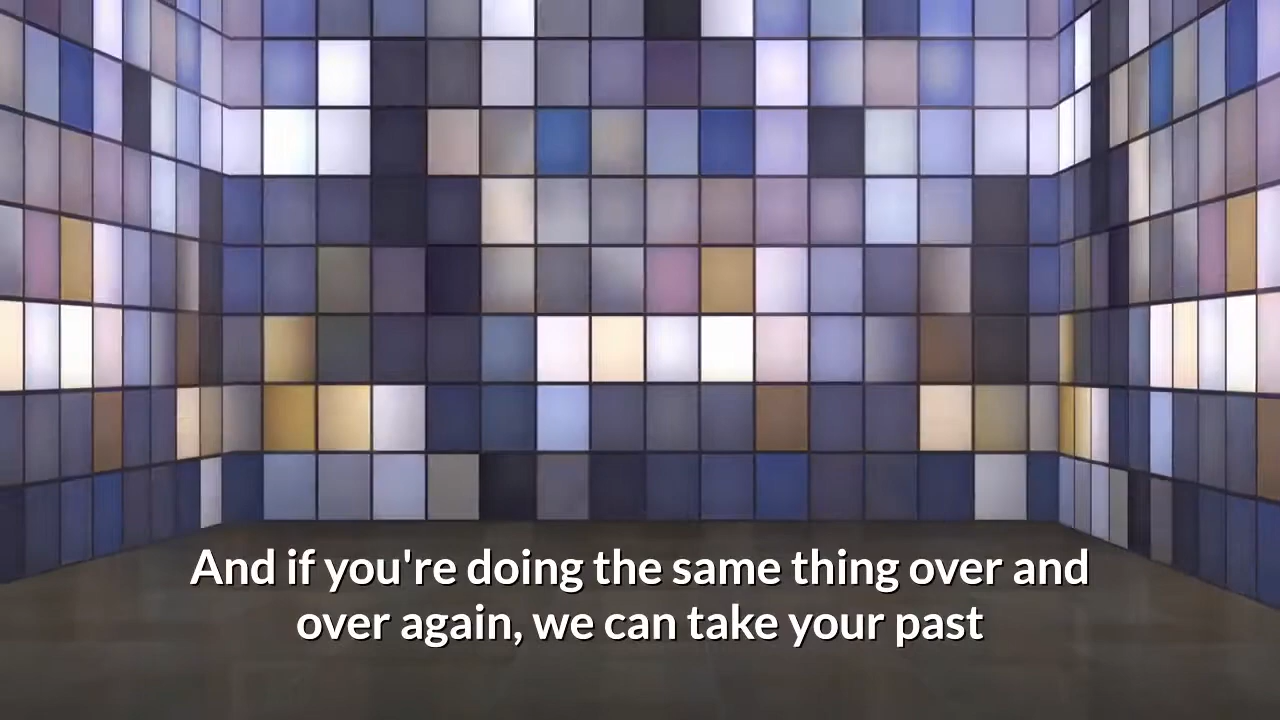 And if you're doing the same thing over and
over again, we can take your past